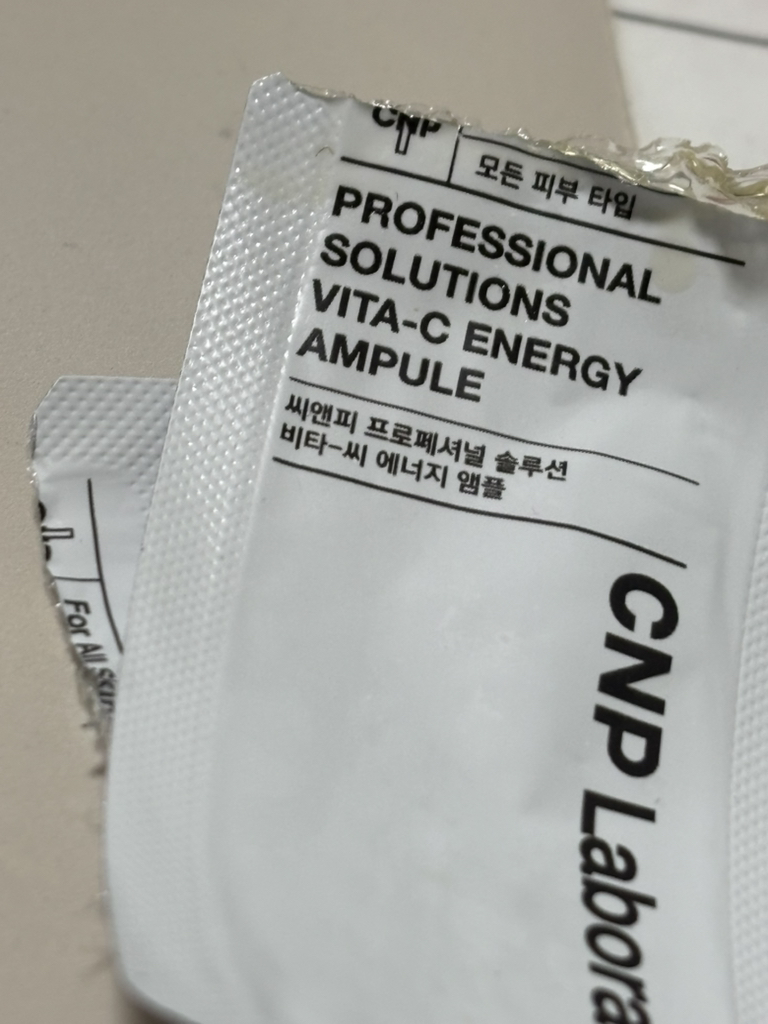 CNP
모든 피부 타입
PROFESSIONAL
SOLUTIONS
VITA-C ENERGY
AMPULE
씨앤피 프로페셔널 솔루션
비타-씨 에너지 앰플
CNP Labora
For All Skin